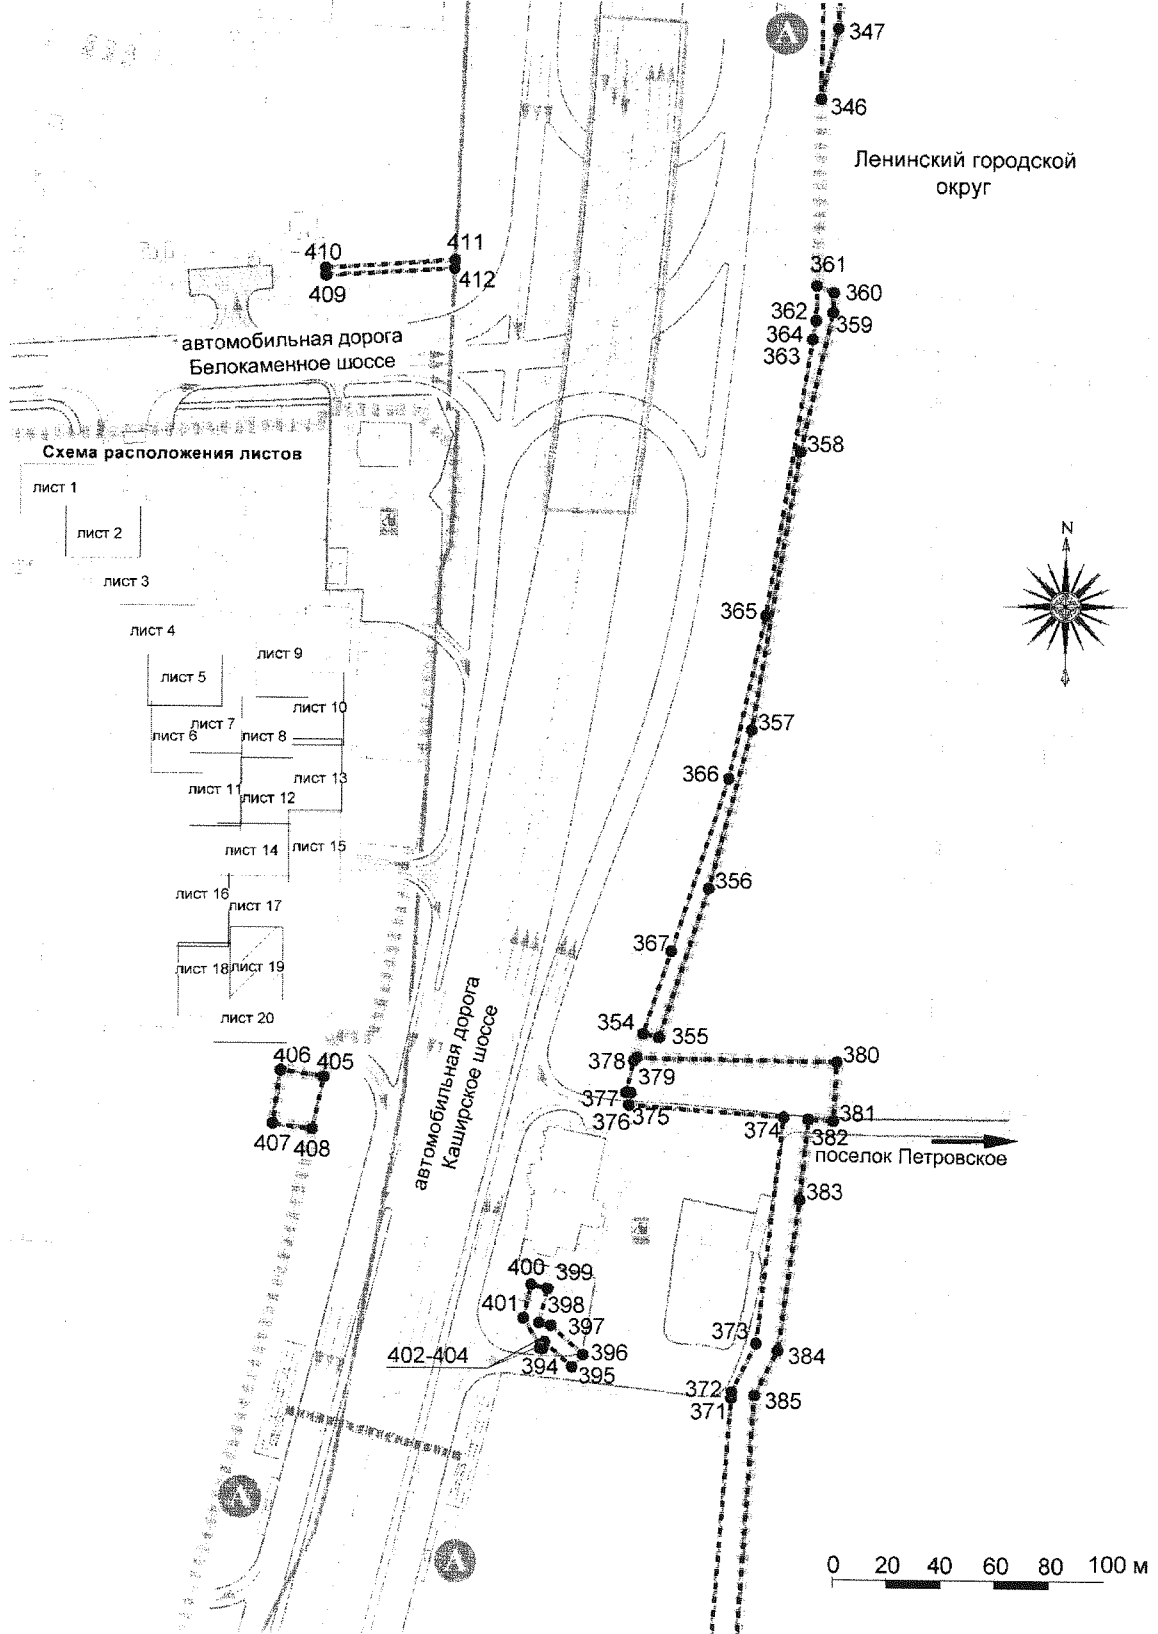 А
347
346
Ленинский городской
округ
410
411
409
412
361
360
362
359
364
363
автомобильная дорога
Белокаменное шоссе
358
Схема расположения листов
лист 1
лист 2
N
лист 3
365
лист 4
лист 9
лист 5
лист 10
лист 7
лист 6
лист 8
357
366
лист 13
лист 11
лист 12
лист 14
лист 15
356
лист 16
лист 17
367
лист 18
лист 19
лист 20
354
355
автомобильная дорога
Каширское шоссе
378
379
380
406
405
377
376
375
374
381
382
407
408
поселок Петровское
383
400
399
401
398
397
402-404
394
396
395
373
384
372
371
385
А
А
0 20 40 60 80 100 м